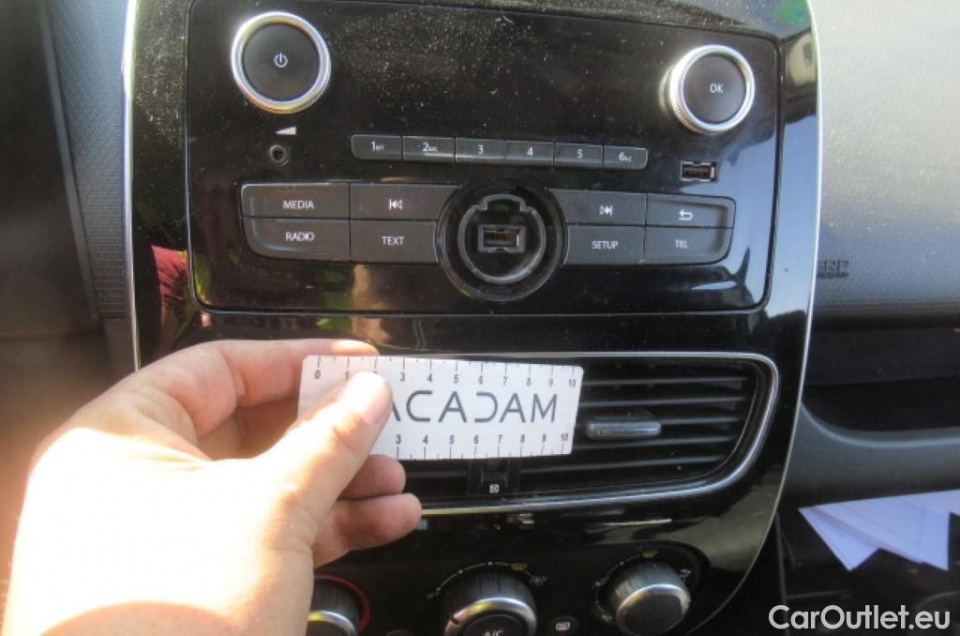 OK
1
2
3
4
5
6
MEDIA
RADIO
TEXT
SETUP
TEL
0 1 3 4 5 6 7 8 9 10
ACADAM
3 4 5 6 7 8 9 10
A/C
CarOutlet.eu